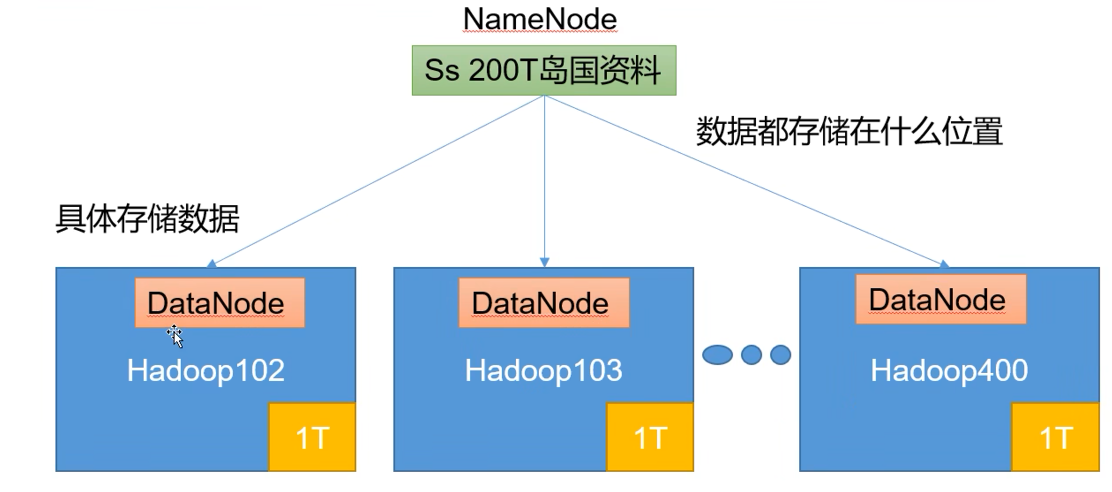 NameNode
Ss 200T岛国资料
数据都存储在什么位置
具体存储数据
DataNode
DataNode
DataNode
Hadoop102
Hadoop103
Hadoop400
1T
1T
1T